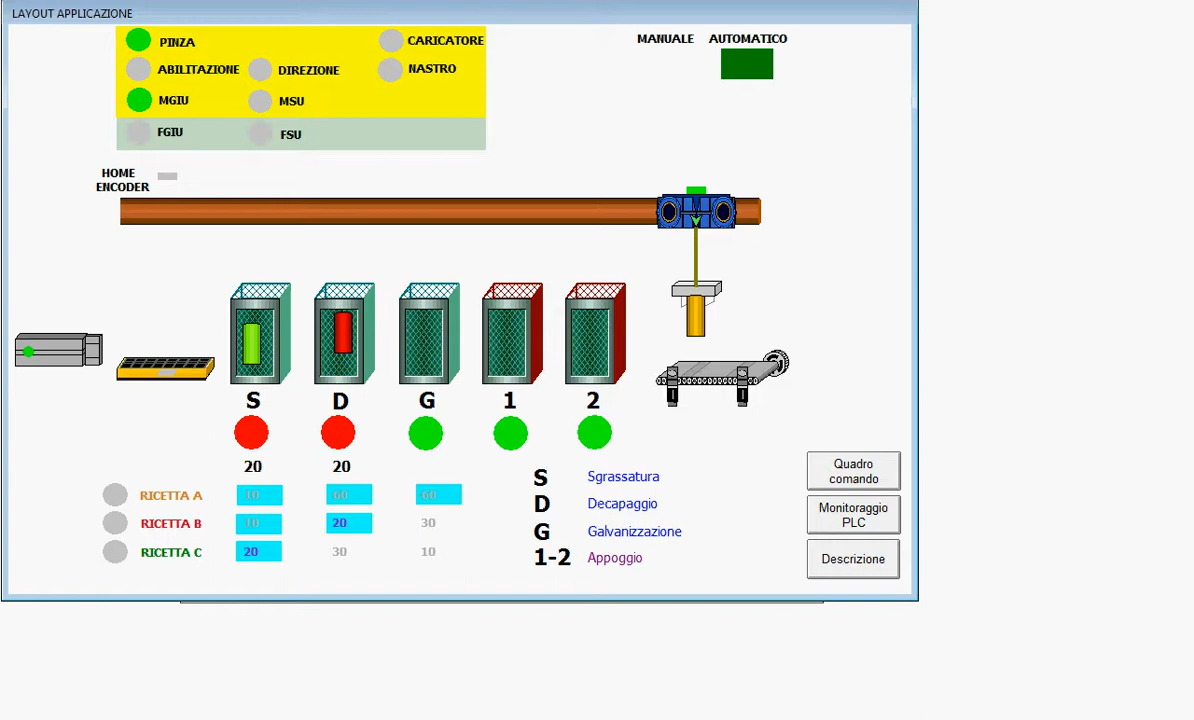 LAYOUT APPLICAZIONE
PINZA
CARICATORE
MANUALE AUTOMATICO
ABILITAZIONE
DIREZIONE
NASTRO
MGIU
MSU
FGIU
FSU
HOME
ENCODER
S D G 1 2
20 20
RICETTA A 10 60 60
RICETTA B 10 20 30
RICETTA C 20 30 10
S Sgrassatura
D Decapaggio
G Galvanizzazione
1-2 Appoggio
Quadro
comando
Monitoraggio
PLC
Descrizione